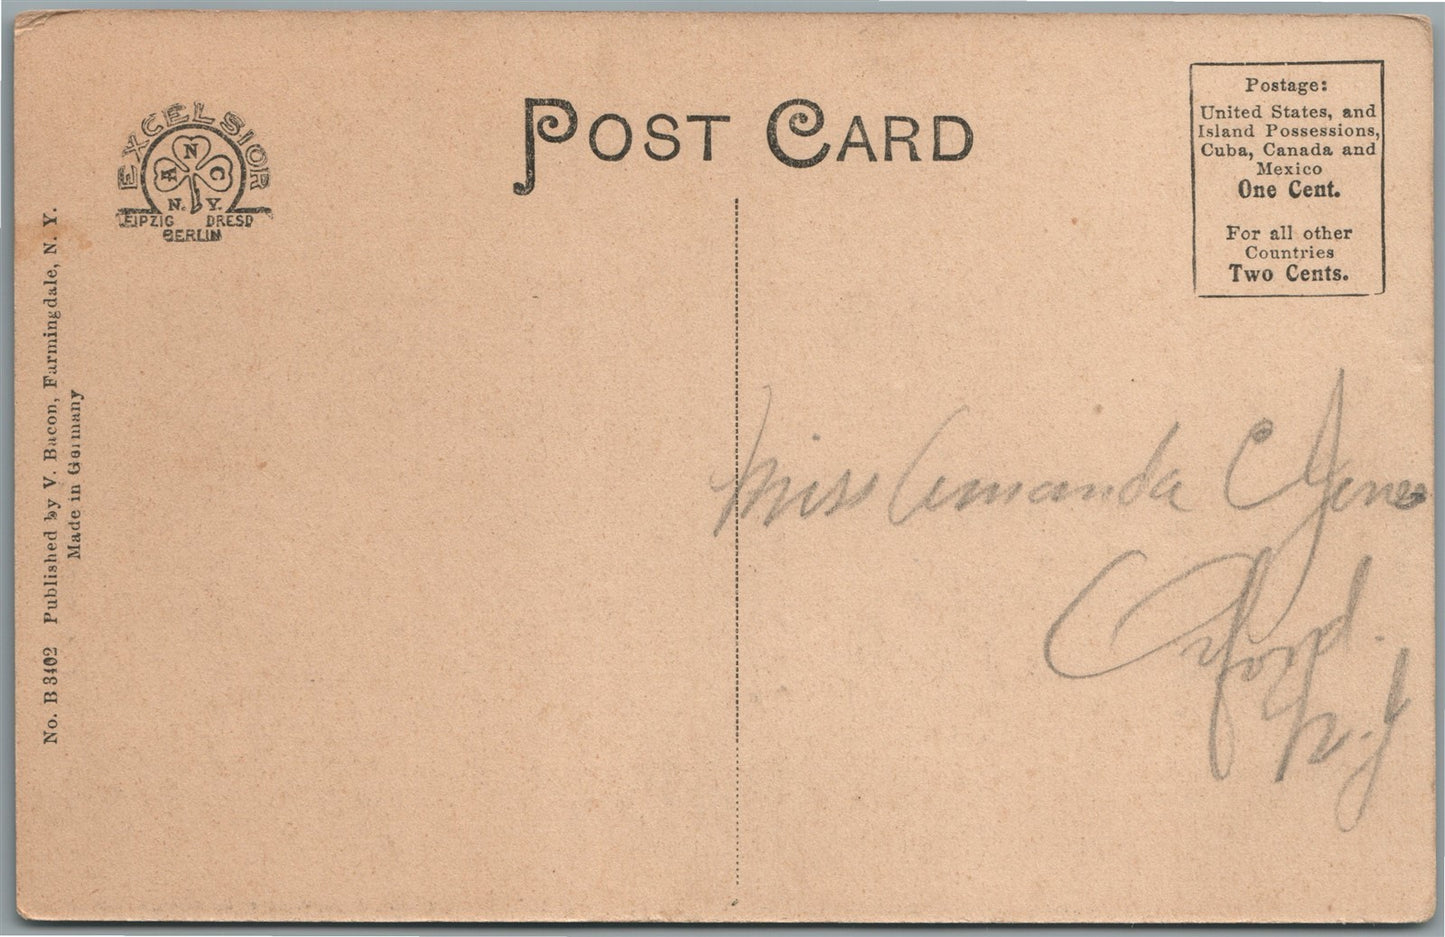 EXCELSIOR
A N C
N. Y.
LEIPZIG DRESD
BERLIN
POST CARD
Postage:
United States, and
Island Possessions,
Cuba, Canada and
Mexico
One Cent.
For all other
Countries
Two Cents.
No. B 3402 Published by V. Bacon, Farmingdale, N. Y.
Made in Germany
Miss Amanda C Jones
Oxford
N.J